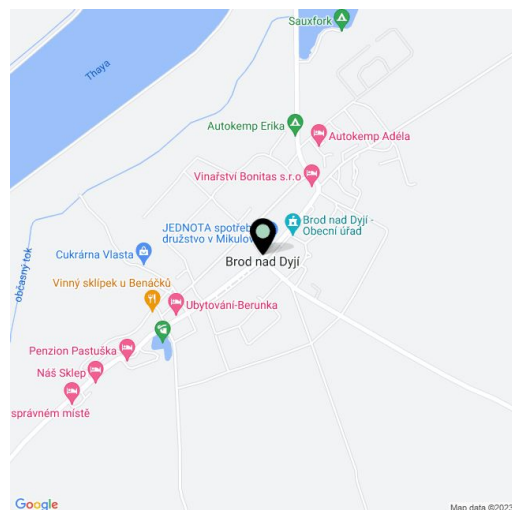 Sauxfork
Thaya
Autokemp Erika
Autokemp Adéla
Vinařství Bonitas s.r.o
JEDNOTA spotřeb
družstvo v Mikulov
Brod nad Dyjí -
Obecní úřad
Cukrárna Vlasta
Brod nad Dyjí
občasný tok
Vinný sklípek u Benáčků
Ubytování-Berunka
Penzion Pastuška
Náš Sklep
správném místě
Google
Map data ©2023